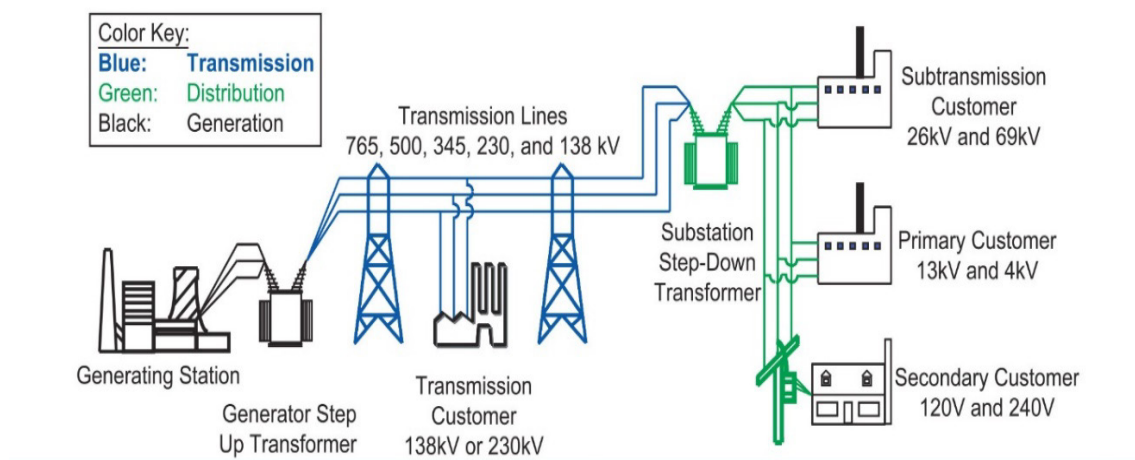 Color Key:
Blue: Transmission
Green: Distribution
Black: Generation
Transmission Lines
765, 500, 345, 230, and 138 kV
Subtransmission
Customer
26kV and 69kV
Substation
Step-Down
Transformer
Primary Customer
13kV and 4kV
Generating Station
Generator Step
Up Transformer
Transmission
Customer
138kV or 230kV
Secondary Customer
120V and 240V